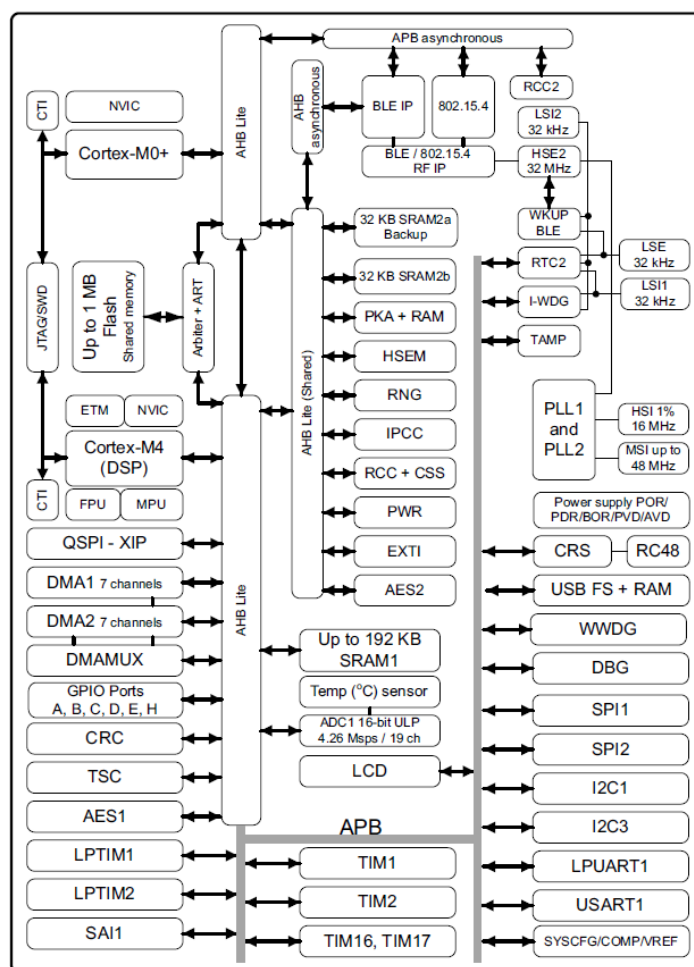 APB asynchronous
CTI
NVIC
Cortex-M0+
AHB Lite
AHB
asynchronous
BLE IP
802.15.4
RCC2
BLE / 802.15.4
RF IP
LSI2
32 kHz
HSE2
32 MHz
WKUP
BLE
LSE
32 kHz
RTC2
LSI1
32 kHz
I-WDG
TAMP
JTAG/SWD
Up to 1 MB
Flash
Shared memory
Arbiter + ART
AHB Lite (Shared)
32 KB SRAM2a
Backup
32 KB SRAM2b
PKA + RAM
HSEM
RNG
IPCC
RCC + CSS
PWR
EXTI
AES2
PLL1
and
PLL2
HSI 1%
16 MHz
MSI up to
48 MHz
Power supply POR/
PDR/BOR/PVD/AVD
ETM
NVIC
Cortex-M4
(DSP)
CTI
FPU
MPU
AHB Lite
QSPI - XIP
DMA1 7 channels
DMA2 7 channels
DMAMUX
GPIO Ports
A, B, C, D, E, H
CRC
TSC
AES1
LPTIM1
LPTIM2
SAI1
Up to 192 KB
SRAM1
Temp (°C) sensor
ADC1 16-bit ULP
4.26 Msps / 19 ch
LCD
APB
TIM1
TIM2
TIM16, TIM17
CRS
RC48
USB FS + RAM
WWDG
DBG
SPI1
SPI2
I2C1
I2C3
LPUART1
USART1
SYSCFG/COMP/VREF